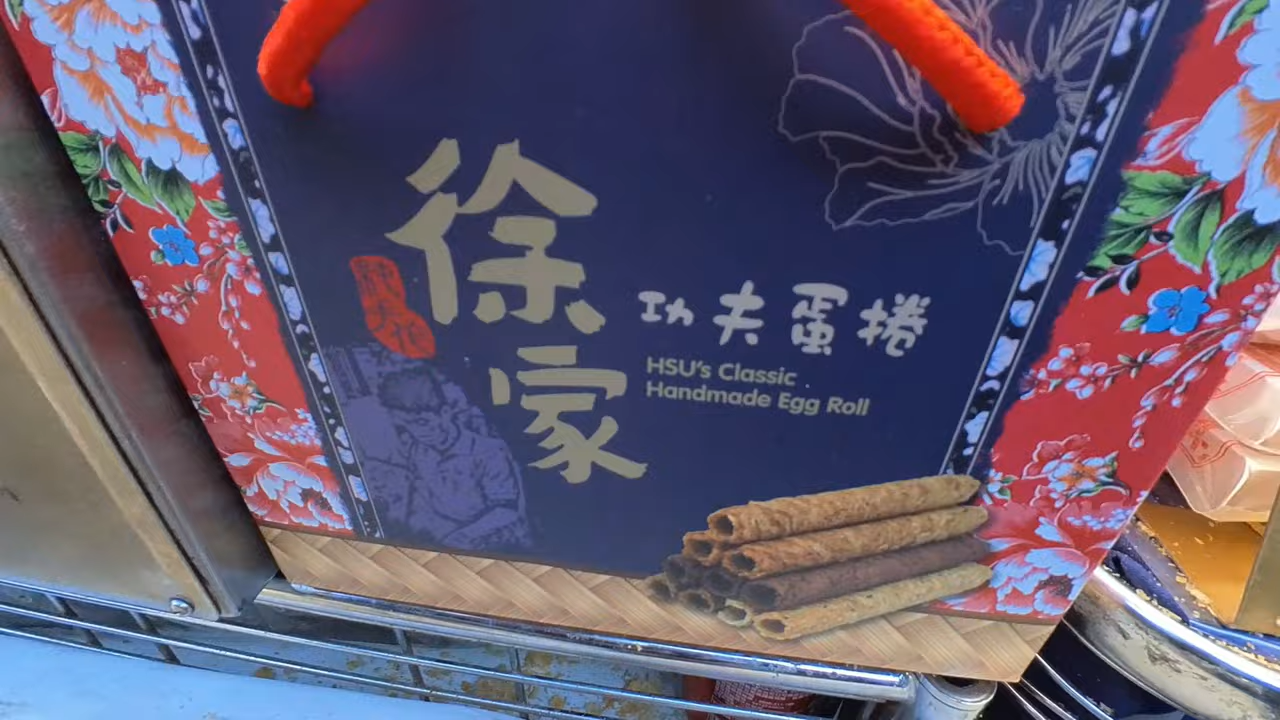 徐家
功夫蛋捲
HSU's Classic
Handmade Egg Roll